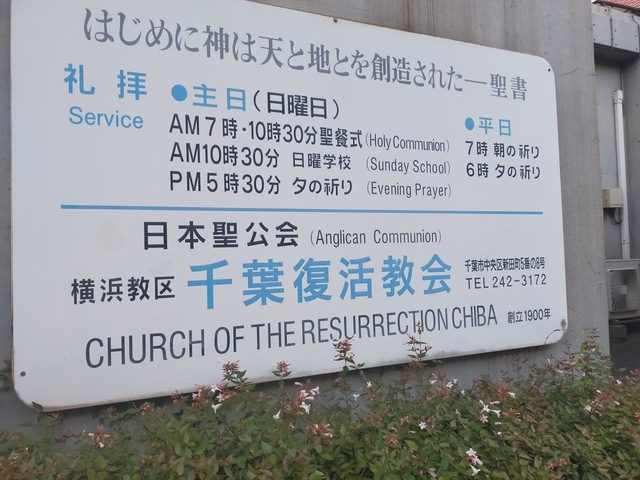 はじめに神は天と地とを創造された―聖書
礼拝 ●主日(日曜日)
Service
AM7時・10時30分聖餐式(Holy Communion)
AM10時30分 日曜学校 (Sunday School)
PM5時30分 夕の祈り (Evening Prayer)
●平日
7時 朝の祈り
6時 夕の祈り
日本聖公会 (Anglican Communion)
横浜教区 千葉復活教会
千葉市中央区新田町5番の8号
TEL242-3172
CHURCH OF THE RESURRECTION CHIBA 創立1900年